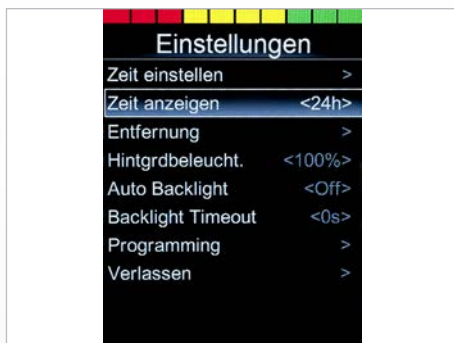 Einstellungen
Zeit einstellen >
Zeit anzeigen <24h>
Entfernung >
Hintgrdbeleucht. <100%>
Auto Backlight <Off>
Backlight Timeout <0s>
Programming >
Verlassen >